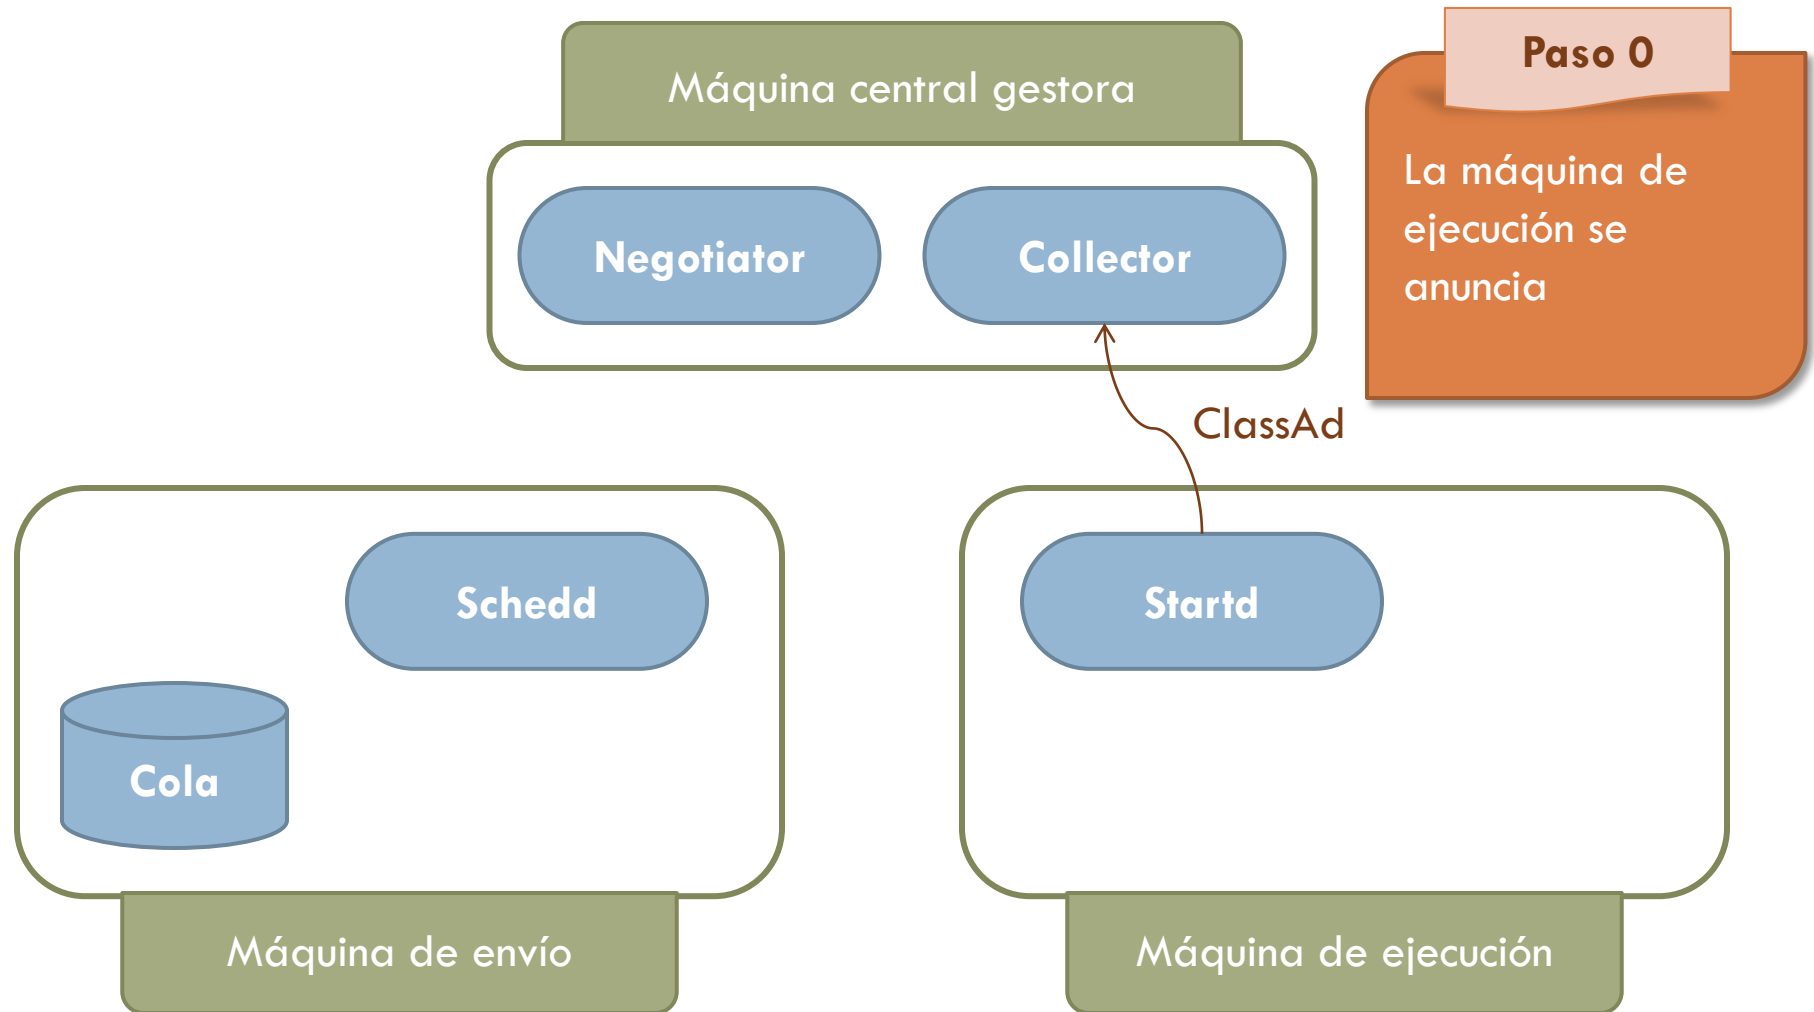 Máquina central gestora
Negotiator
Collector
Paso 0
La máquina de
ejecución se
anuncia
ClassAd
Schedd
Cola
Máquina de envío
Startd
Máquina de ejecución